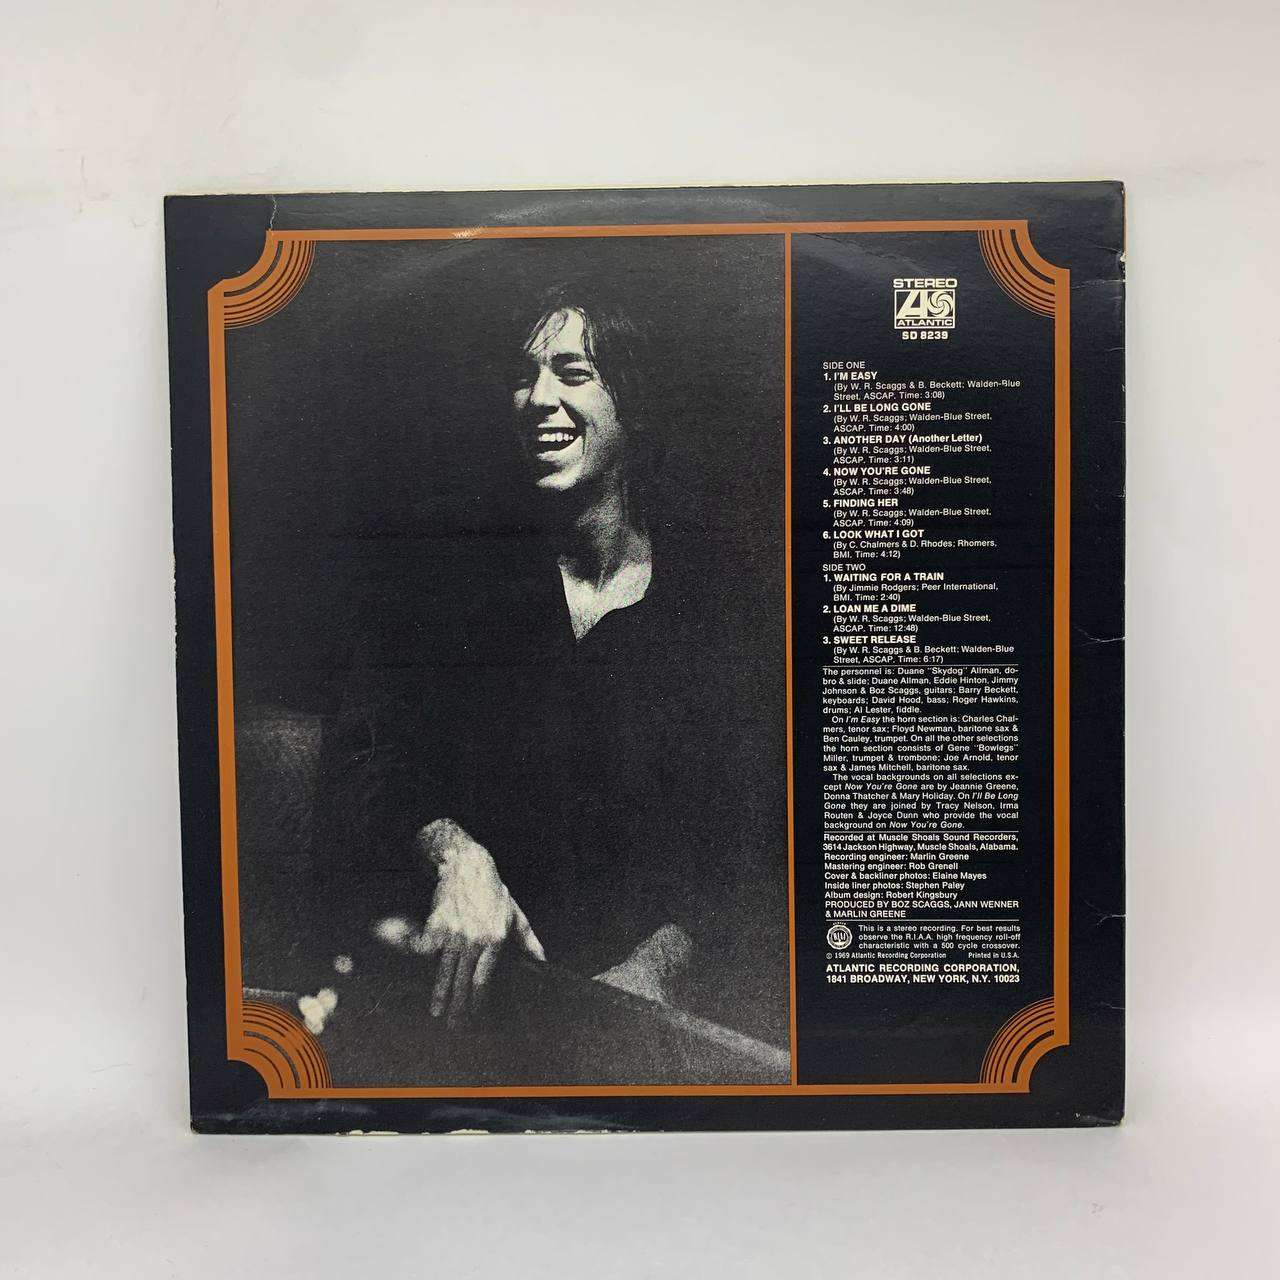 STEREO
ATLANTIC
SD 8239
SIDE ONE
1. I'M EASY
(By W. R. Scaggs & B. Beckett; Walden-Blue
Street, ASCAP. Time: 3:08)
2. I'LL BE LONG GONE
(By W. R. Scaggs; Walden-Blue Street,
ASCAP. Time: 4:00)
3. ANOTHER DAY (Another Letter)
(By W. R. Scaggs; Walden-Blue Street,
ASCAP. Time: 3:11)
4. NOW YOU'RE GONE
(By W. R. Scaggs; Walden-Blue Street,
ASCAP. Time: 3:48)
5. FINDING HER
(By W. R. Scaggs; Walden-Blue Street,
ASCAP. Time: 4:09)
6. LOOK WHAT I GOT
(By C. Chalmers & D. Rhodes; Rhomers,
BMI. Time: 4:12)
SIDE TWO
1. WAITING FOR A TRAIN
(By Jimmie Rodgers; Peer International,
BMI. Time: 2:40)
2. LOAN ME A DIME
(By W. R. Scaggs; Walden-Blue Street,
ASCAP. Time: 12:48)
3. SWEET RELEASE
(By W. R. Scaggs & B. Beckett; Walden-Blue
Street, ASCAP. Time: 6:17)
The personnel is: Duane "Skydog" Allman, do-
bro & slide; Duane Allman, Eddie Hinton, Jimmy
Johnson & Boz Scaggs, guitars; Barry Beckett,
keyboards; David Hood, bass; Roger Hawkins,
drums; Al Lester, fiddle.
On I'm Easy the horn section is: Charles Chal-
mers, tenor sax; Floyd Newman, baritone sax &
Ben Cauley, trumpet. On all the other selections
the horn section consists of Gene "Bowlegs"
Miller, trumpet & trombone; Joe Arnold, tenor
sax & James Mitchell, baritone sax.
The vocal backgrounds on all selections ex-
cept Now You're Gone are by Jeannie Greene,
Donna Thatcher & Mary Holiday. On I'll Be Long
Gone they are joined by Tracy Nelson, Irma
Routen & Joyce Dunn who provide the vocal
background on Now You're Gone.
Recorded at Muscle Shoals Sound Recorders,
3614 Jackson Highway, Muscle Shoals, Alabama.
Recording engineer: Marlin Greene
Mastering engineer: Rob Grenell
Cover & backliner photos: Elaine Mayes
Inside liner photos: Stephen Paley
Album design: Robert Kingsbury
PRODUCED BY BOZ SCAGGS, JANN WENNER
& MARLIN GREENE
This is a stereo recording. For best results
observe the R.I.A.A. high frequency roll-off
characteristic with a 500 cycle crossover.
© 1969 Atlantic Recording Corporation Printed in U.S.A.
ATLANTIC RECORDING CORPORATION,
1841 BROADWAY, NEW YORK, N.Y. 10023